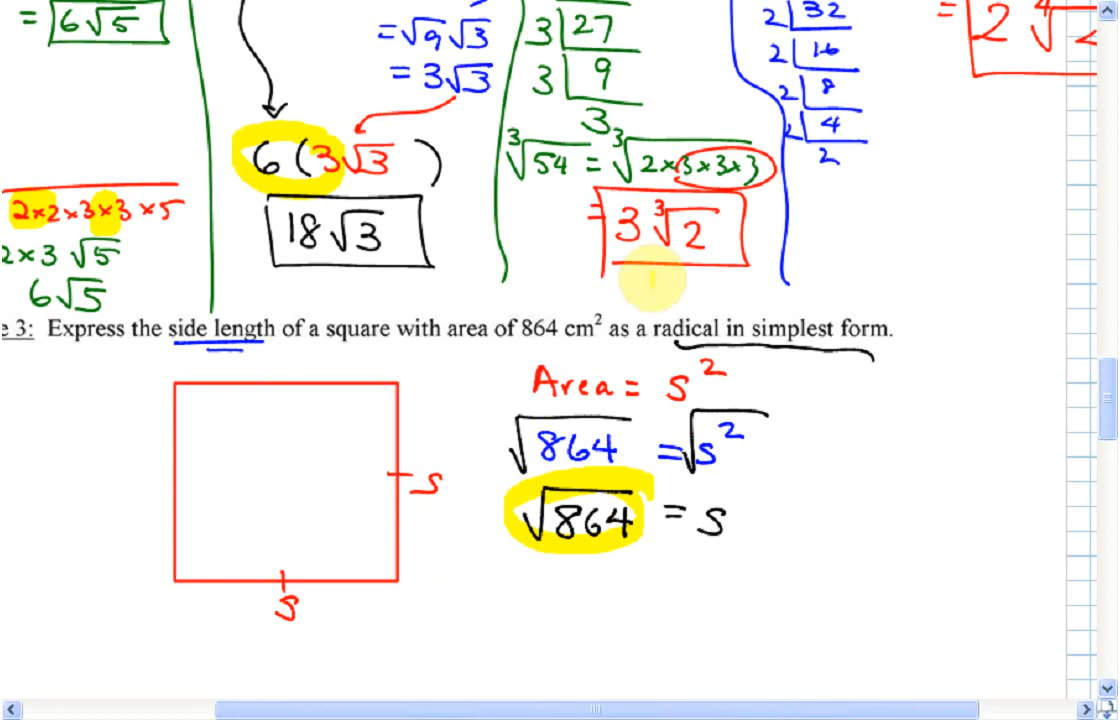 = 6√5
2×2×3×3×5
2×3 √5
6√5
= √9 √3
= 3√3
6 ( 3√3 )
18√3
3 27
3 9
3
∛54 = ∛2×3×3×3
= 3∛2
2 32
2 16
2 8
2 4
2
= 2 ∜2
e 3: Express the side length of a square with area of 864 cm² as a radical in simplest form.
s
s
Area = s²
√864 = √s²
√864 = s